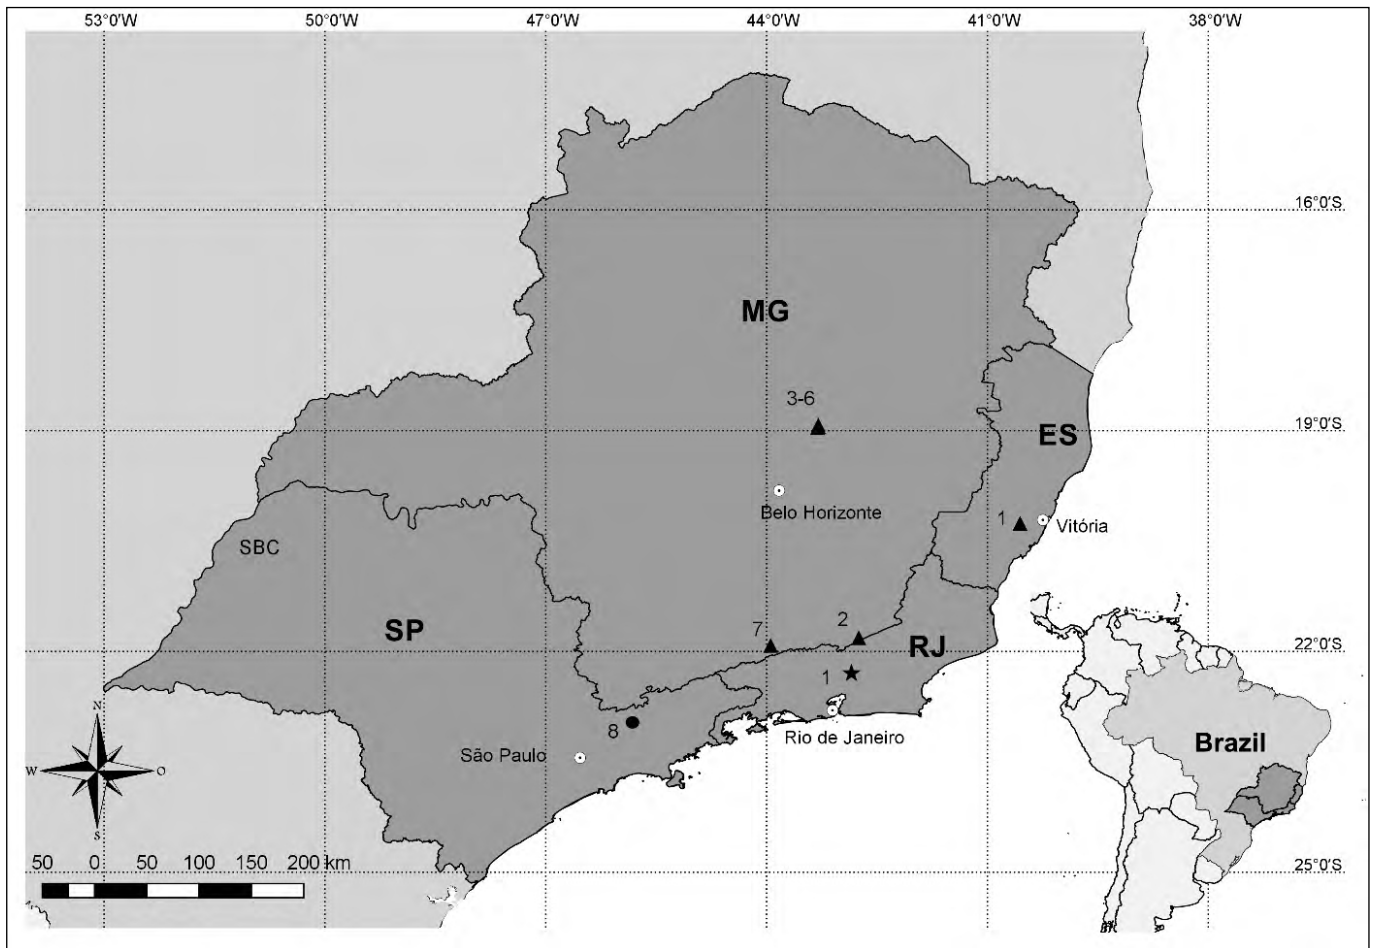 53°0'W 50°0'W 47°0'W 44°0'W 41°0'W 38°0'W
16°0'S
MG
3-6
19°0'S
ES
Belo Horizonte
1
Vitória
SBC
SP
7
2
RJ
22°0'S
1
8
Rio de Janeiro
São Paulo
Brazil
N
W
O
S
50 0 50 100 150 200 km
25°0'S